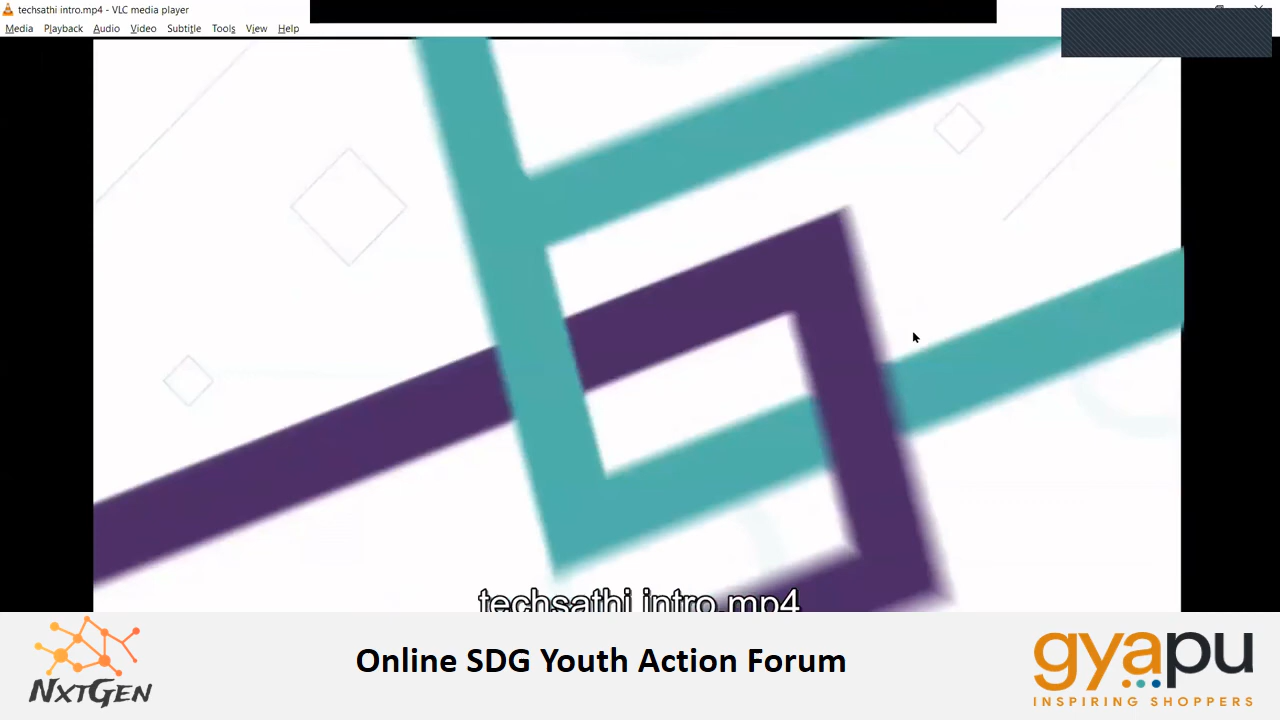 techsathi intro.mp4 - VLC media player
Media Playback Audio Video Subtitle Tools View Help
techsathi intro.mp4
NXTGEN
Online SDG Youth Action Forum
gyapu
INSPIRING SHOPPERS